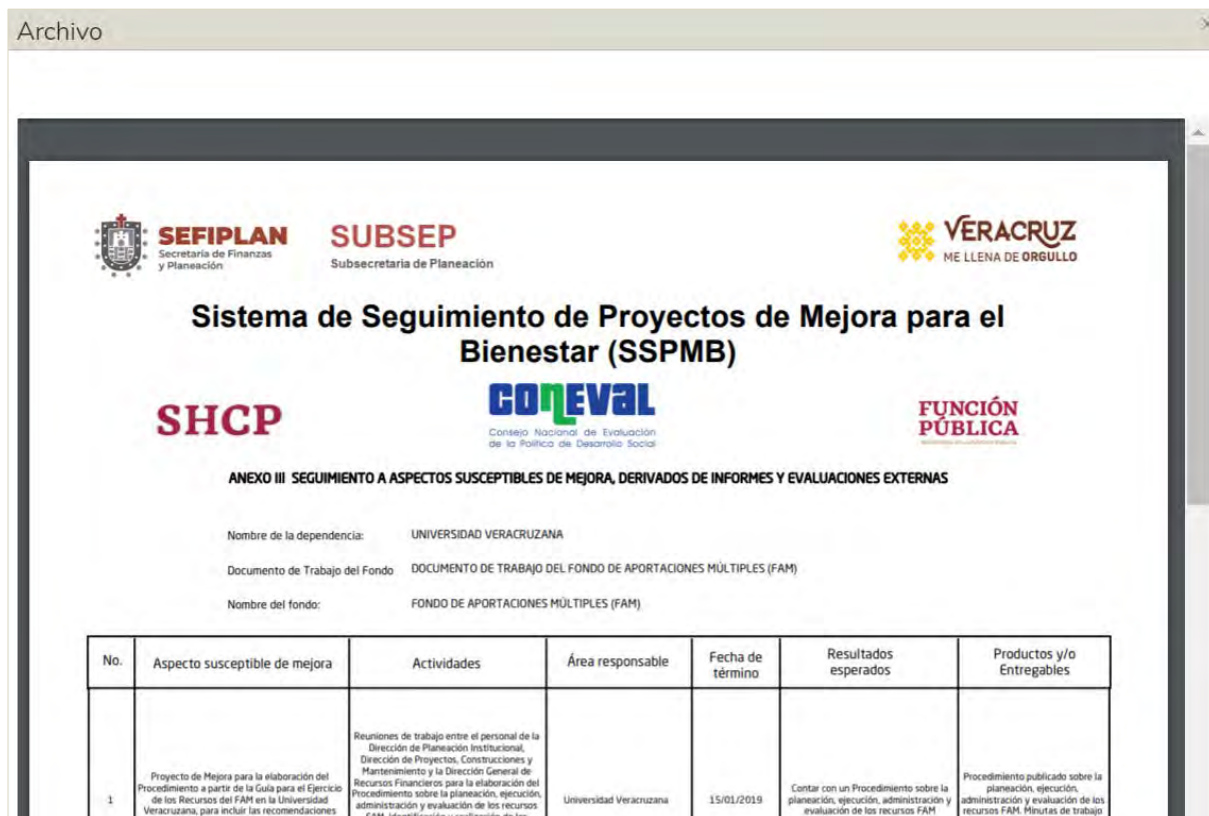 Archivo
SEFIPLAN
Secretaría de Finanzas
y Planeación
SUBSEP
Subsecretaría de Planeación
VERACRUZ
ME LLENA DE ORGULLO
Sistema de Seguimiento de Proyectos de Mejora para el
Bienestar (SSPMB)
SHCP
CONEVAL
Consejo Nacional de Evaluación
de la Política de Desarrollo Social
FUNCIÓN
PÚBLICA
ANEXO III SEGUIMIENTO A ASPECTOS SUSCEPTIBLES DE MEJORA, DERIVADOS DE INFORMES Y EVALUACIONES EXTERNAS
Nombre de la dependencia: UNIVERSIDAD VERACRUZANA
Documento de Trabajo del Fondo DOCUMENTO DE TRABAJO DEL FONDO DE APORTACIONES MÚLTIPLES (FAM)
Nombre del fondo: FONDO DE APORTACIONES MÚLTIPLES (FAM)
No.
Aspecto susceptible de mejora
Actividades
Área responsable
Fecha de
término
Resultados
esperados
Productos y/o
Entregables
1
Proyecto de Mejora para la elaboración del
Procedimiento a partir de la Guía para el Ejercicio
de los Recursos del FAM en la Universidad
Veracruzana, para incluir las recomendaciones
Reuniones de trabajo entre el personal de la
Dirección de Planeación Institucional,
Dirección de Proyectos, Construcciones y
Mantenimiento y la Dirección General de
Recursos Financieros para la elaboración del
Procedimiento sobre la planeación, ejecución,
administración y evaluación de los recursos
Universidad Veracruzana
15/01/2019
Contar con un Procedimiento sobre la
planeación, ejecución, administración y
evaluación de los recursos FAM
Procedimiento publicado sobre la
planeación, ejecución,
administración y evaluación de los
recursos FAM. Minutas de trabajo